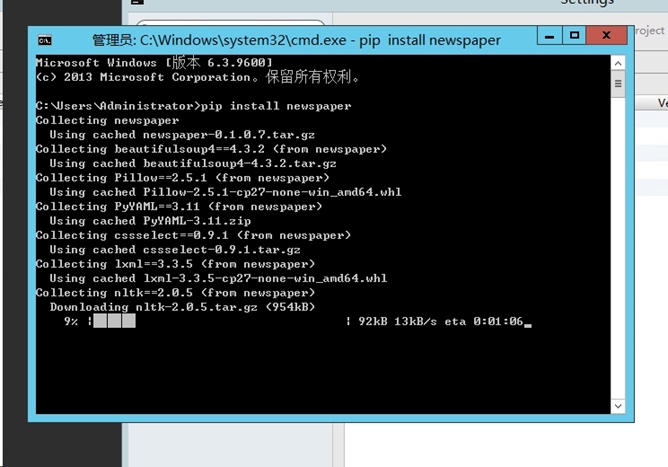 Settings
管理员: C:\Windows\system32\cmd.exe - pip  install newspaper
roject
Ve
Microsoft Windows [版本 6.3.9600]
(c) 2013 Microsoft Corporation。保留所有权利。
C:\Users\Administrator>pip install newspaper
Collecting newspaper
Using cached newspaper-0.1.0.7.tar.gz
Collecting beautifulsoup4==4.3.2 (from newspaper)
Using cached beautifulsoup4-4.3.2.tar.gz
Collecting Pillow==2.5.1 (from newspaper)
Using cached Pillow-2.5.1-cp27-none-win_amd64.whl
Collecting PyYAML==3.11 (from newspaper)
Using cached PyYAML-3.11.zip
Collecting cssselect==0.9.1 (from newspaper)
Using cached cssselect-0.9.1.tar.gz
Collecting lxml==3.3.5 (from newspaper)
Using cached lxml-3.3.5-cp27-none-win_amd64.whl
Collecting nltk==2.0.5 (from newspaper)
Downloading nltk-2.0.5.tar.gz (954kB)
9% |███ | 92kB 13kB/s eta 0:01:06_